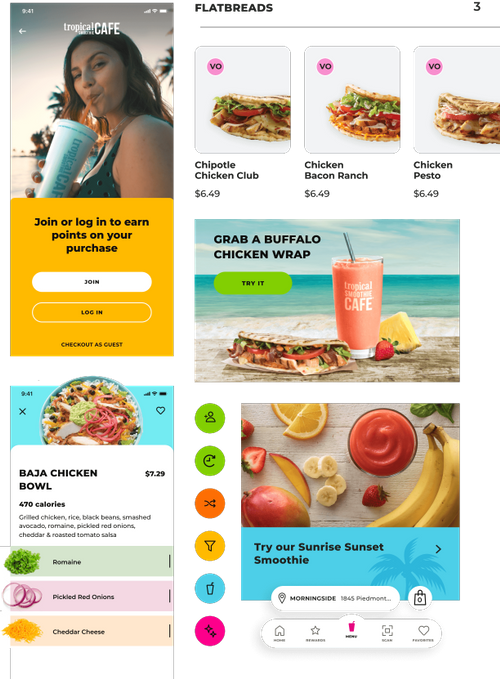 9:41
tropical
SMOOTHIE CAFE
Join or log in to earn
points on your
purchase
JOIN
LOG IN
CHECKOUT AS GUEST
9:41
BAJA CHICKEN
BOWL
$7.29
470 calories
Grilled chicken, rice, black beans, smashed
avocado, romaine, pickled red onions,
cheddar & roasted tomato salsa
Romaine
Pickled Red Onions
Cheddar Cheese
FLATBREADS
3
VO
VO
VO
Chipotle
Chicken Club
$6.49
Chicken
Bacon Ranch
$6.49
Chicken
Pesto
$6.49
GRAB A BUFFALO
CHICKEN WRAP
TRY IT
tropical
SMOOTHIE
CAFE
Try our Sunrise Sunset
Smoothie
MORNINGSIDE 1845 Piedmont...
0
HOME
REWARDS
MENU
SCAN
FAVORITES